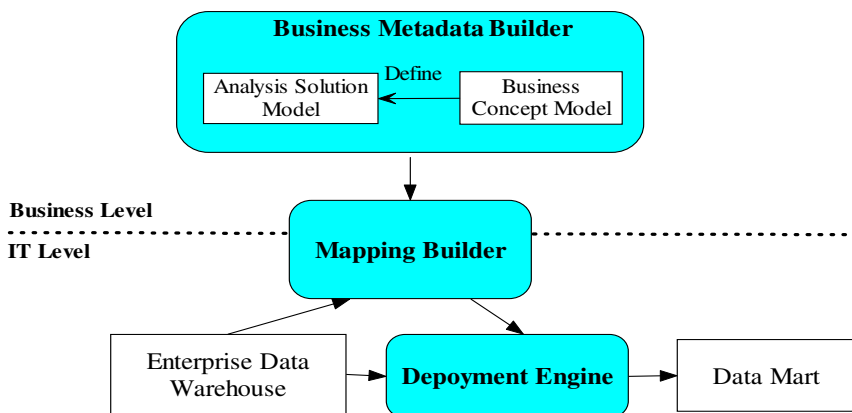 Business Metadata Builder
Define
Analysis Solution
Model
Business
Concept Model
Business Level
IT Level
Mapping Builder
Enterprise Data
Warehouse
Depoyment Engine
Data Mart